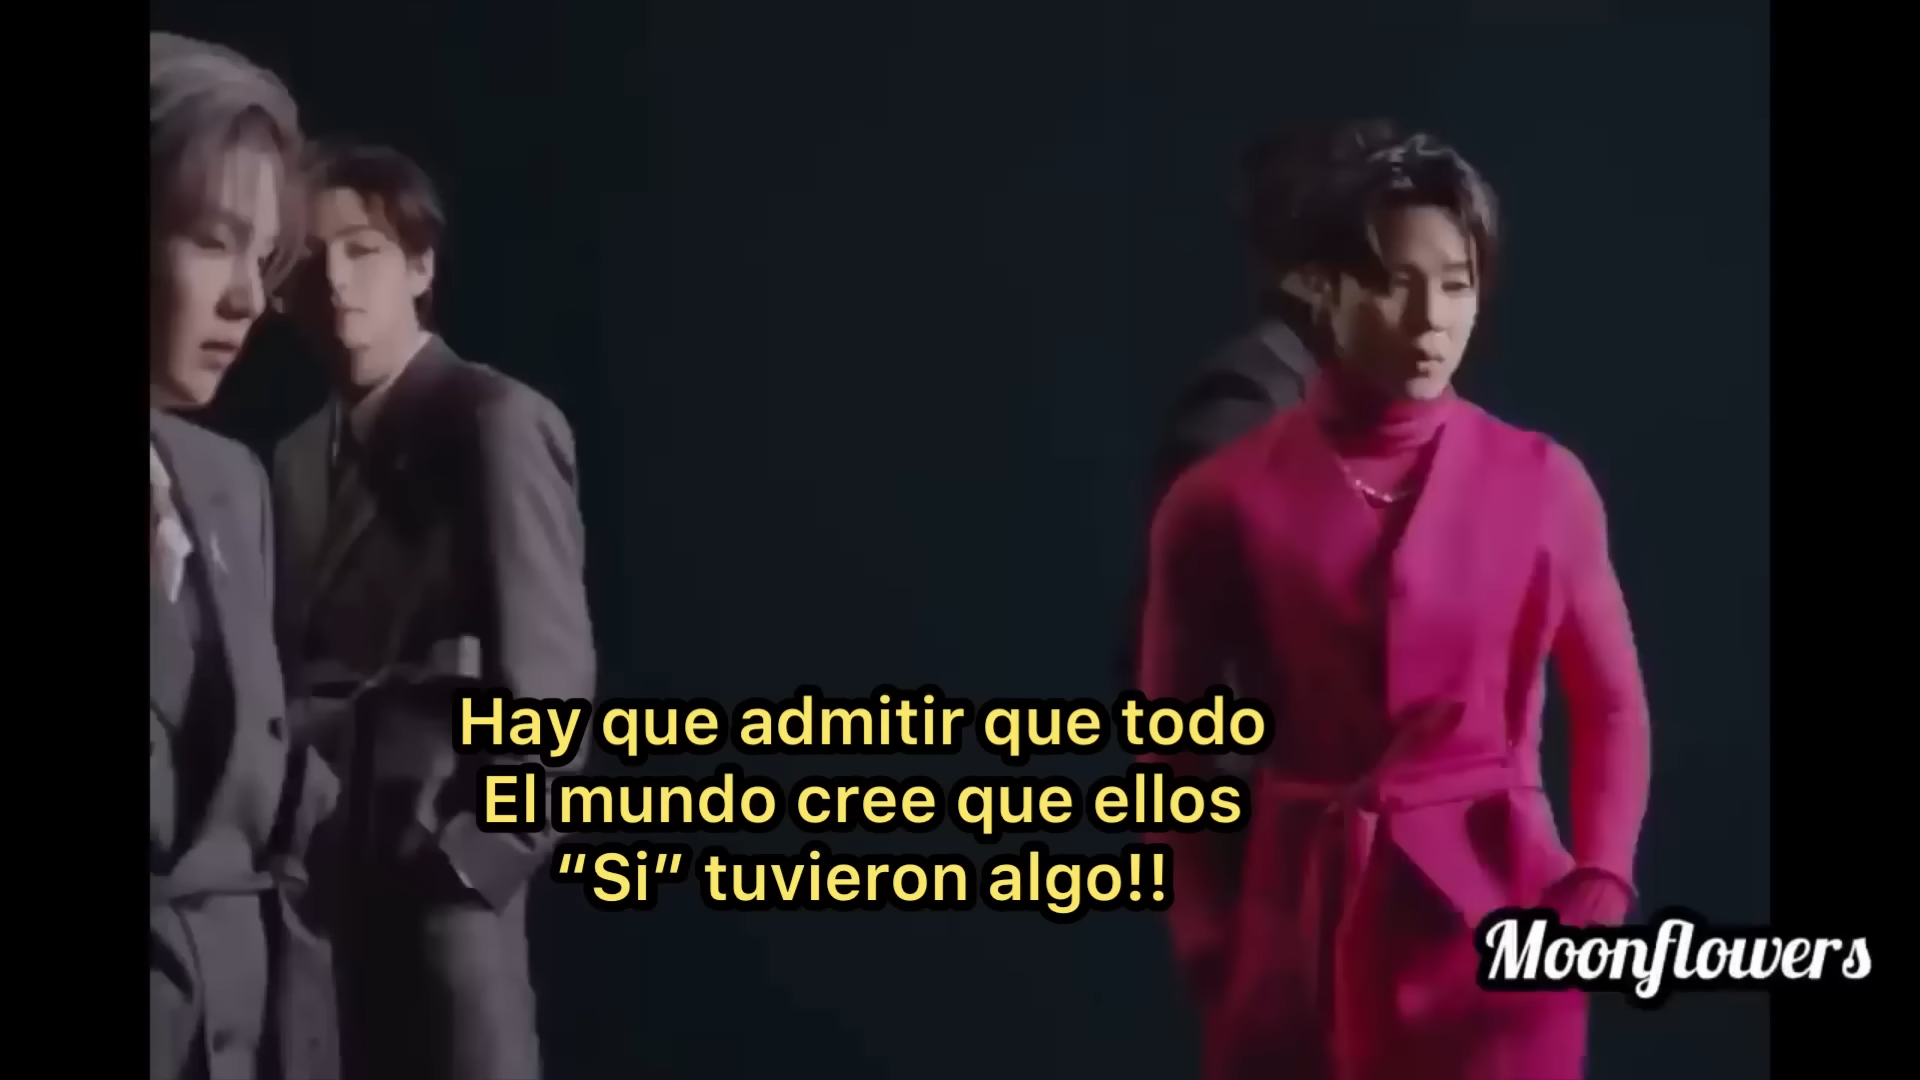 Hay que admitir que todo
El mundo cree que ellos
“Si” tuvieron algo!!
Moonflowers